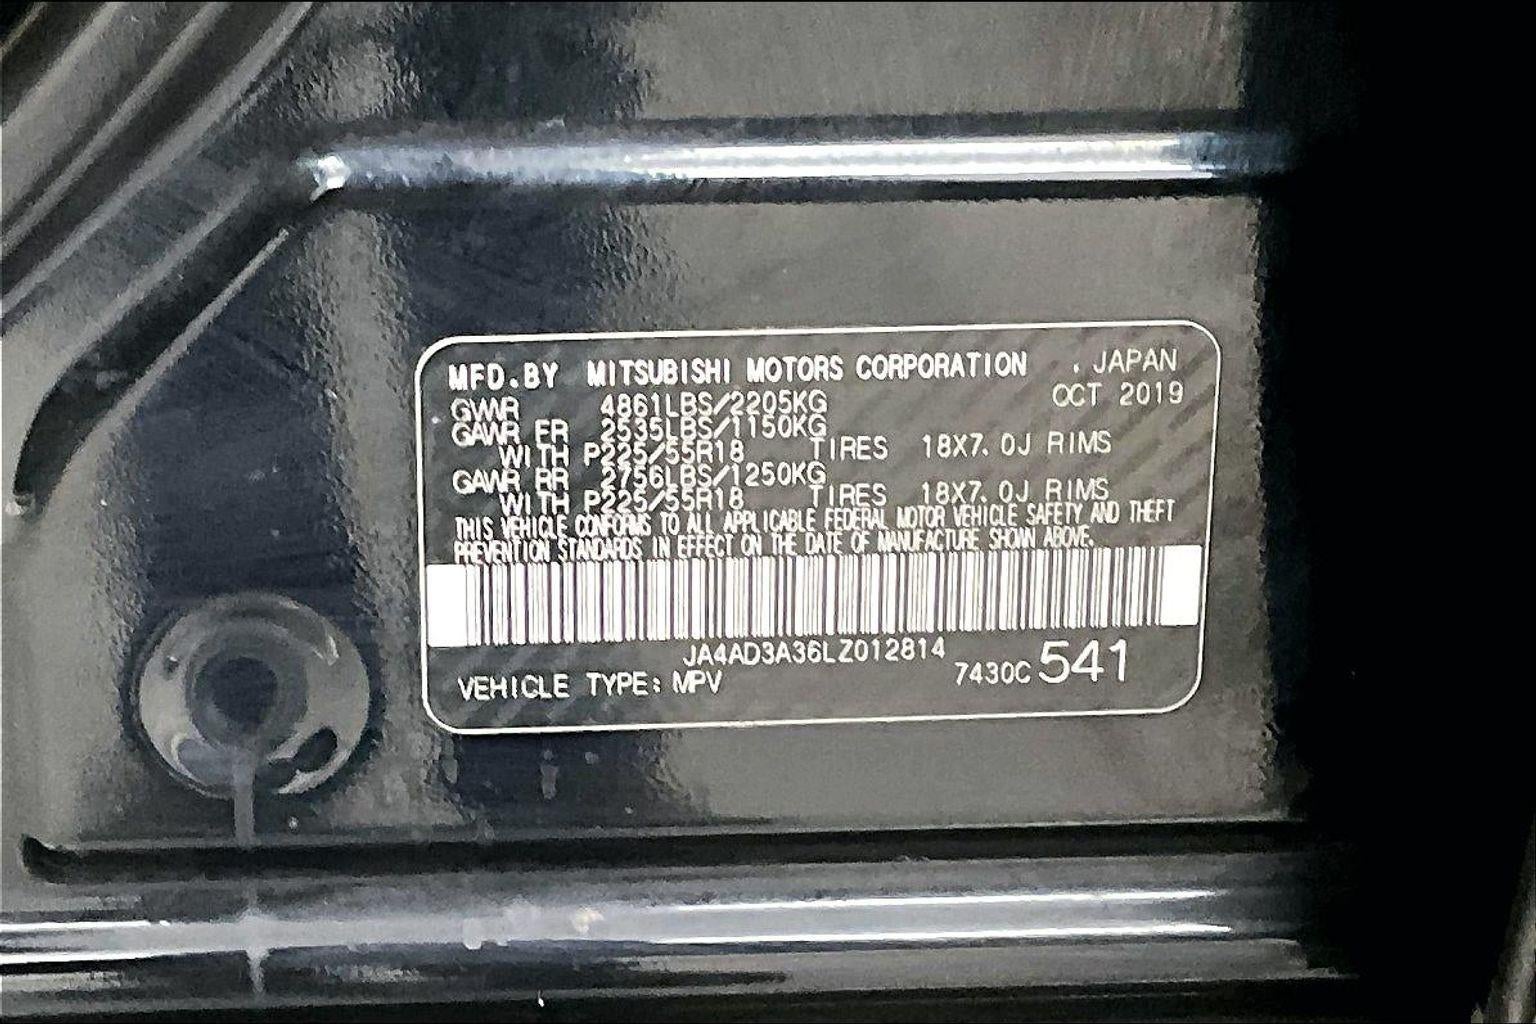 MFD.BY MITSUBISHI MOTORS CORPORATION , JAPAN
GVWR 4861LBS/2205KG OCT 2019
GAWR FR 2535LBS/1150KG
WITH P225/55R18 TIRES 18X7.0J RIMS
GAWR RR 2756LBS/1250KG
WITH P225/55R18 TIRES 18X7.0J RIMS
THIS VEHICLE CONFORMS TO ALL APPLICABLE FEDERAL MOTOR VEHICLE SAFETY AND THEFT
PREVENTION STANDARDS IN EFFECT ON THE DATE OF MANUFACTURE SHOWN ABOVE.
JA4AD3A36LZ012814
VEHICLE TYPE: MPV 7430C 541